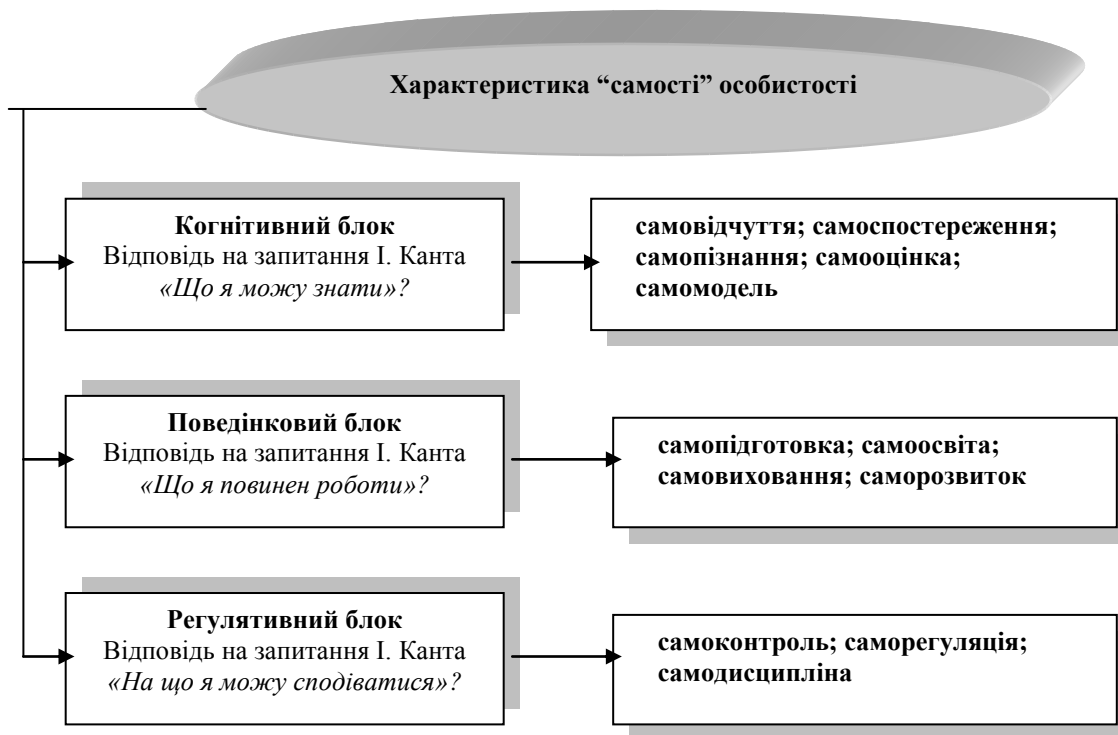 Характеристика “самості” особистості
Когнітивний блок
Відповідь на запитання І. Канта
«Що я можу знати»?
самовідчуття; самоспостереження;
самопізнання; самооцінка;
самомодель
Поведінковий блок
Відповідь на запитання І. Канта
«Що я повинен роботи»?
самопідготовка; самоосвіта;
самовиховання; саморозвиток
Регулятивний блок
Відповідь на запитання І. Канта
«На що я можу сподіватися»?
самоконтроль; саморегуляція;
самодисципліна